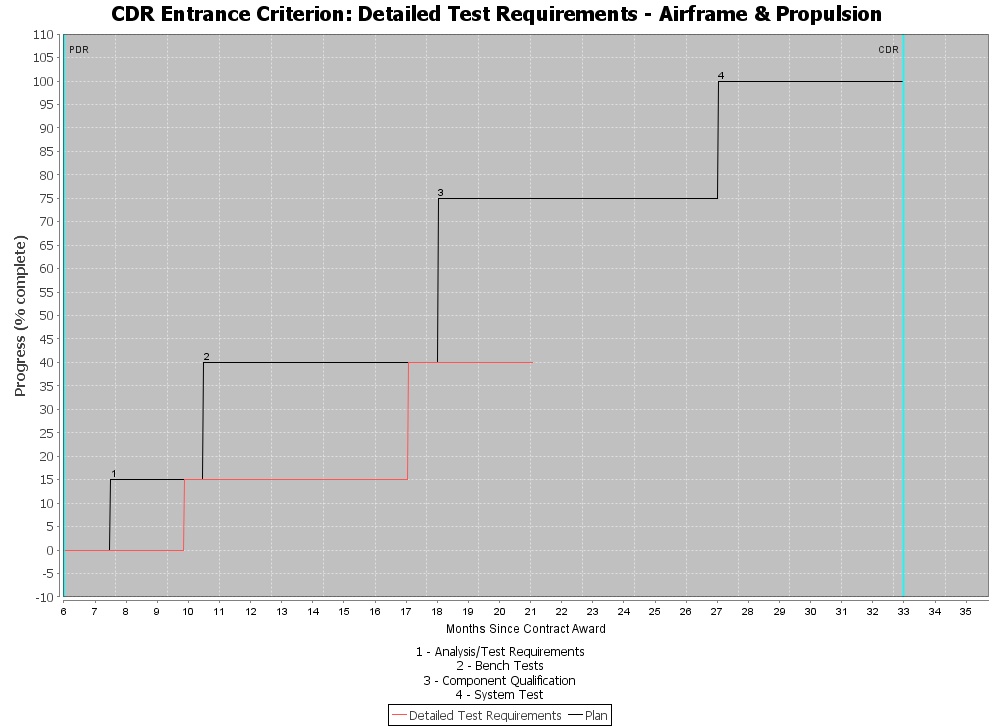 CDR Entrance Criterion: Detailed Test Requirements - Airframe & Propulsion
110
105
100
95
90
85
80
75
70
65
60
55
50
45
40
35
30
25
20
15
10
5
0
-5
-10
Progress (% complete)
PDR
CDR
1
2
3
4
6 7 8 9 10 11 12 13 14 15 16 17 18 19 20 21 22 23 24 25 26 27 28 29 30 31 32 33 34 35
Months Since Contract Award
1 - Analysis/Test Requirements
2 - Bench Tests
3 - Component Qualification
4 - System Test
Detailed Test Requirements Plan